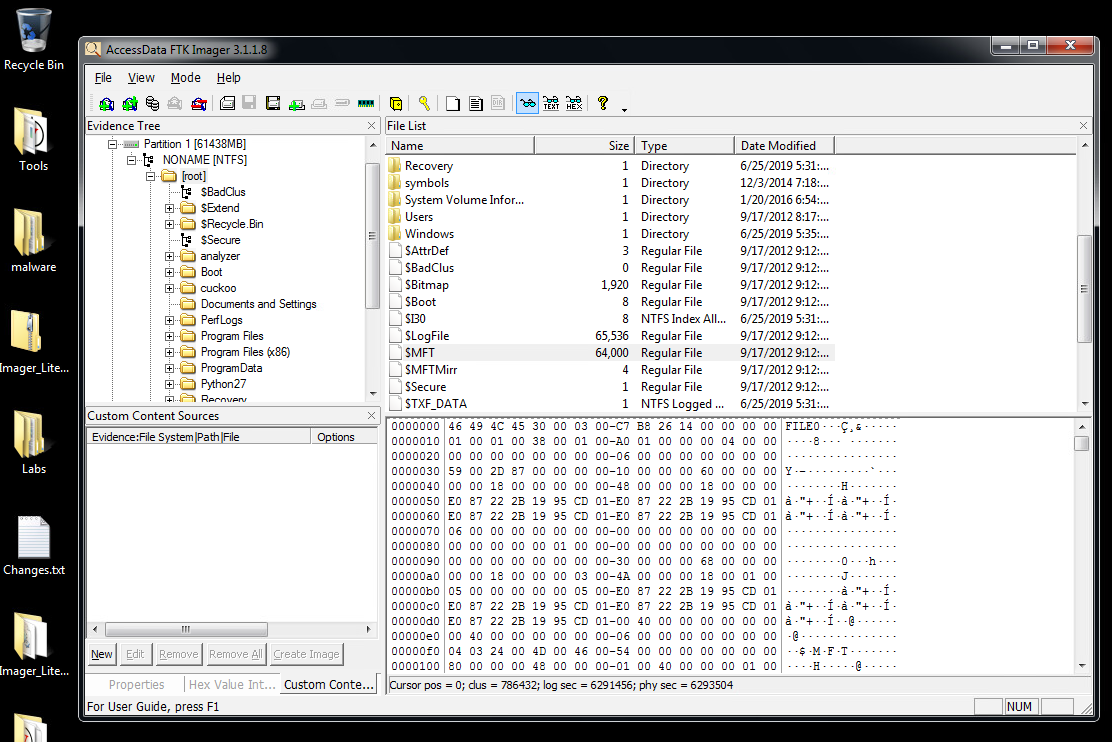 Recycle Bin
Tools
malware
Imager_Lite...
Labs
Changes.txt
Imager_Lite...
AccessData FTK Imager 3.1.1.8
File View Mode Help
TEXT HEX ?
Evidence Tree
Partition 1 [61438MB]
NONAME [NTFS]
[root]
$BadClus
$Extend
$Recycle.Bin
$Secure
analyzer
Boot
cuckoo
Documents and Settings
PerfLogs
Program Files
Program Files (x86)
ProgramData
Python27
Recovery
Custom Content Sources
Evidence:File System|Path|File Options
New Edit Remove Remove All Create Image
Properties Hex Value Int... Custom Conte...
File List
Name Size Type Date Modified
Recovery 1 Directory 6/25/2019 5:31:...
symbols 1 Directory 12/3/2014 7:18:...
System Volume Infor... 1 Directory 1/20/2016 6:54:...
Users 1 Directory 9/17/2012 8:17:...
Windows 1 Directory 6/25/2019 5:35:...
$AttrDef 3 Regular File 9/17/2012 9:12:...
$BadClus 0 Regular File 9/17/2012 9:12:...
$Bitmap 1,920 Regular File 9/17/2012 9:12:...
$Boot 8 Regular File 9/17/2012 9:12:...
$I30 8 NTFS Index All... 6/25/2019 5:31:...
$LogFile 65,536 Regular File 9/17/2012 9:12:...
$MFT 64,000 Regular File 9/17/2012 9:12:...
$MFTMirr 4 Regular File 9/17/2012 9:12:...
$Secure 1 Regular File 9/17/2012 9:12:...
$TXF_DATA 1 NTFS Logged ... 6/25/2019 5:31:...
0000000 46 49 4C 45 30 00 03 00-C7 B8 26 14 00 00 00 00 FILE0···Ç¸&·····
0000010 01 00 01 00 38 00 01 00-A0 01 00 00 00 04 00 00 ····8··· ·······
0000020 00 00 00 00 00 00 00 00-06 00 00 00 00 00 00 00 ················
0000030 59 00 2D 87 00 00 00 00-10 00 00 00 60 00 00 00 Y·–·········`···
0000040 00 00 18 00 00 00 00 00-48 00 00 00 18 00 00 00 ········H·······
0000050 E0 87 22 2B 19 95 CD 01-E0 87 22 2B 19 95 CD 01 à·"+··Í·à·"+··Í·
0000060 E0 87 22 2B 19 95 CD 01-E0 87 22 2B 19 95 CD 01 à·"+··Í·à·"+··Í·
0000070 06 00 00 00 00 00 00 00-00 00 00 00 00 00 00 00 ················
0000080 00 00 00 00 00 01 00 00-00 00 00 00 00 00 00 00 ················
0000090 00 00 00 00 00 00 00 00-30 00 00 00 68 00 00 00 ········0···h···
00000a0 00 00 18 00 00 00 03 00-4A 00 00 00 18 00 01 00 ········J·······
00000b0 05 00 00 00 00 00 05 00-E0 87 22 2B 19 95 CD 01 ········à·"+··Í·
00000c0 E0 87 22 2B 19 95 CD 01-E0 87 22 2B 19 95 CD 01 à·"+··Í·à·"+··Í·
00000d0 E0 87 22 2B 19 95 CD 01-00 40 00 00 00 00 00 00 à·"+··Í··@······
00000e0 00 40 00 00 00 00 00 00-06 00 00 00 00 00 00 00 ·@··············
00000f0 04 03 24 00 4D 00 46 00-54 00 00 00 00 00 00 00 ··$·M·F·T·······
0000100 80 00 00 00 48 00 00 00-01 00 40 00 00 00 01 00 ····H·····@·····
Cursor pos = 0; clus = 786432; log sec = 6291456; phy sec = 6293504
For User Guide, press F1 NUM